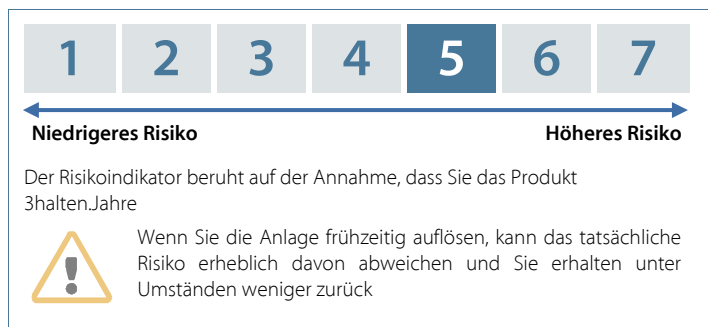 1 2 3 4 5 6 7
Niedrigeres Risiko Höheres Risiko
Der Risikoindikator beruht auf der Annahme, dass Sie das Produkt
3halten.Jahre
Wenn Sie die Anlage frühzeitig auflösen, kann das tatsächliche
Risiko erheblich davon abweichen und Sie erhalten unter
Umständen weniger zurück